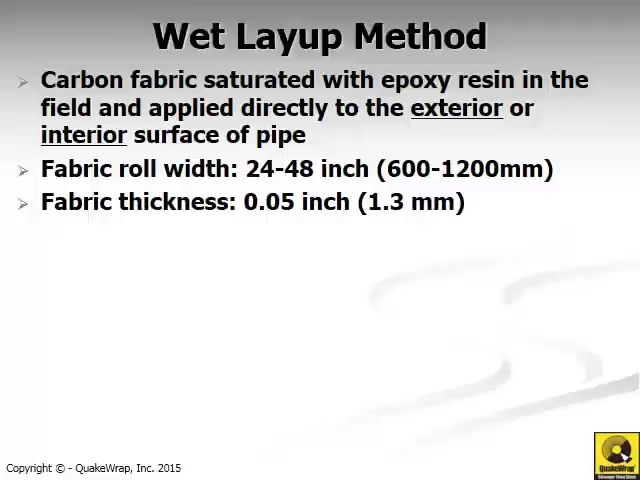 Wet Layup Method
Carbon fabric saturated with epoxy resin in the
field and applied directly to the exterior or
interior surface of pipe
Fabric roll width: 24-48 inch (600-1200mm)
Fabric thickness: 0.05 inch (1.3 mm)
Copyright © - QuakeWrap, Inc. 2015
QuakeWrap